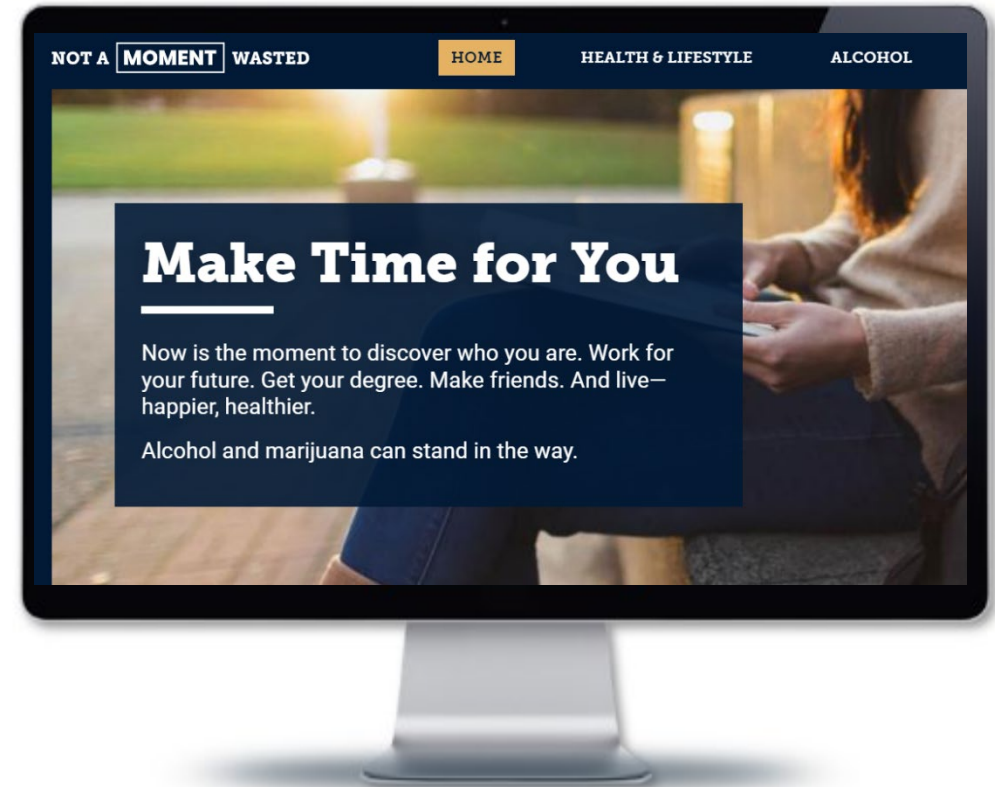 NOT A MOMENT WASTED
HOME
HEALTH & LIFESTYLE
ALCOHOL
Make Time for You
Now is the moment to discover who you are. Work for
your future. Get your degree. Make friends. And live—
happier, healthier.
Alcohol and marijuana can stand in the way.